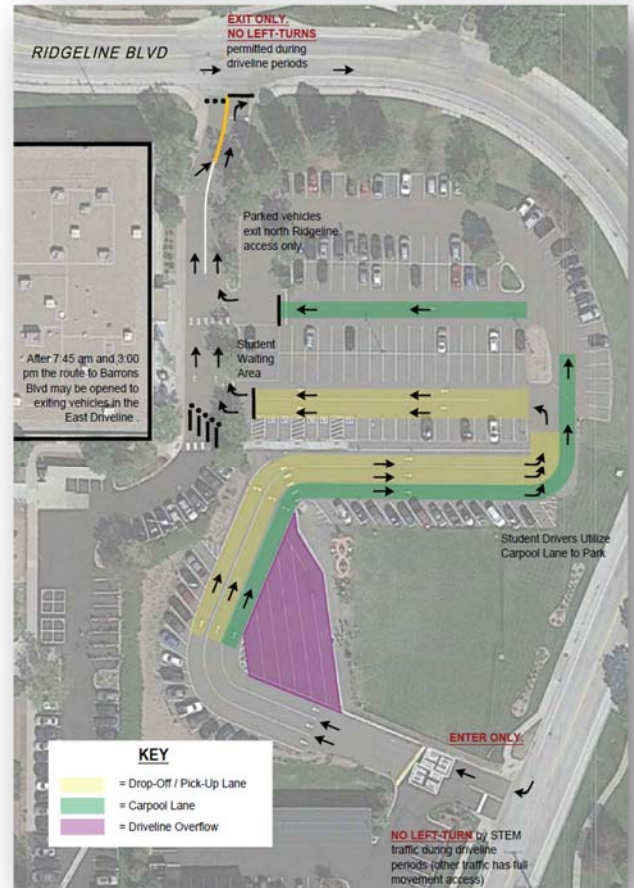 EXIT ONLY.
NO LEFT-TURNS
permitted during
driveline periods
RIDGELINE BLVD
Parked vehicles
exit north Ridgeline
access only.
Student
Waiting
Area
After 7:45 am and 3:00
pm the route to Barrons
Blvd may be opened to
exiting vehicles in the
East Driveline .
Student Drivers Utilize
Carpool Lane to Park
ENTER ONLY.
KEY
= Drop-Off / Pick-Up Lane
= Carpool Lane
= Driveline Overflow
NO LEFT-TURN by STEM
traffic during driveline
periods (other traffic has full
movement access)